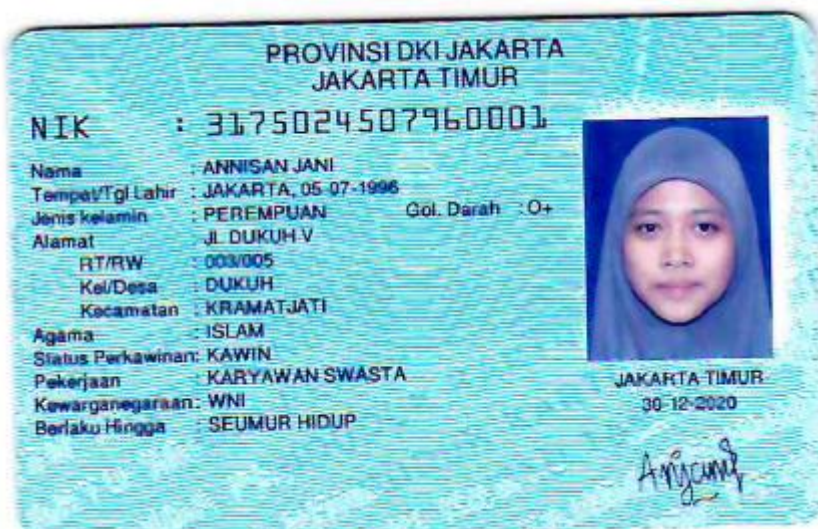 PROVINSI DKI JAKARTA
JAKARTA TIMUR
NIK : 3175024507960001
Nama : ANNISAN JANI
Tempat/Tgl Lahir : JAKARTA, 05-07-1996
Jenis kelamin : PEREMPUAN Gol. Darah : O+
Alamat : JL DUKUH V
RT/RW : 003/005
Kel/Desa : DUKUH
Kecamatan : KRAMATJATI
Agama : ISLAM
Status Perkawinan: KAWIN
Pekerjaan : KARYAWAN SWASTA
Kewarganegaraan: WNI
Berlaku Hingga : SEUMUR HIDUP
JAKARTA TIMUR
30-12-2020